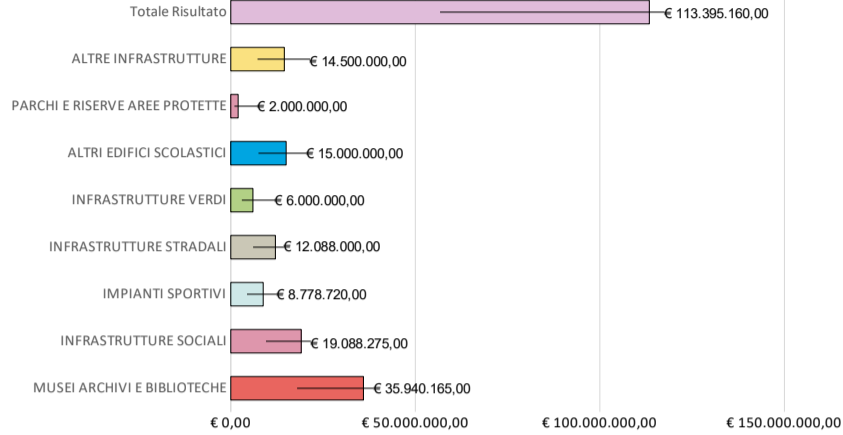 Totale Risultato € 113.395.160,00
ALTRE INFRASTRUTTURE € 14.500.000,00
PARCHI E RISERVE AREE PROTETTE € 2.000.000,00
ALTRI EDIFICI SCOLASTICI € 15.000.000,00
INFRASTRUTTURE VERDI € 6.000.000,00
INFRASTRUTTURE STRADALI € 12.088.000,00
IMPIANTI SPORTIVI € 8.778.720,00
INFRASTRUTTURE SOCIALI € 19.088.275,00
MUSEI ARCHIVI E BIBLIOTECHE € 35.940.165,00
€ 0,00 € 50.000.000,00 € 100.000.000,00 € 150.000.000,00